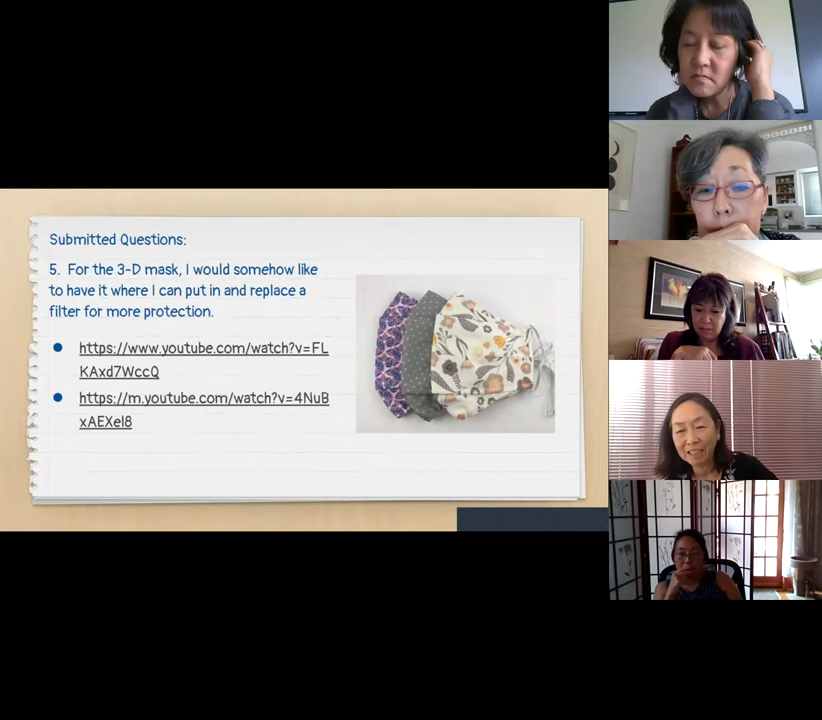 Submitted Questions:
5. For the 3-D mask, I would somehow like
to have it where I can put in and replace a
filter for more protection.
https://www.youtube.com/watch?v=FL
KAxd7WccQ
https://m.youtube.com/watch?v=4NuB
xAEXel8